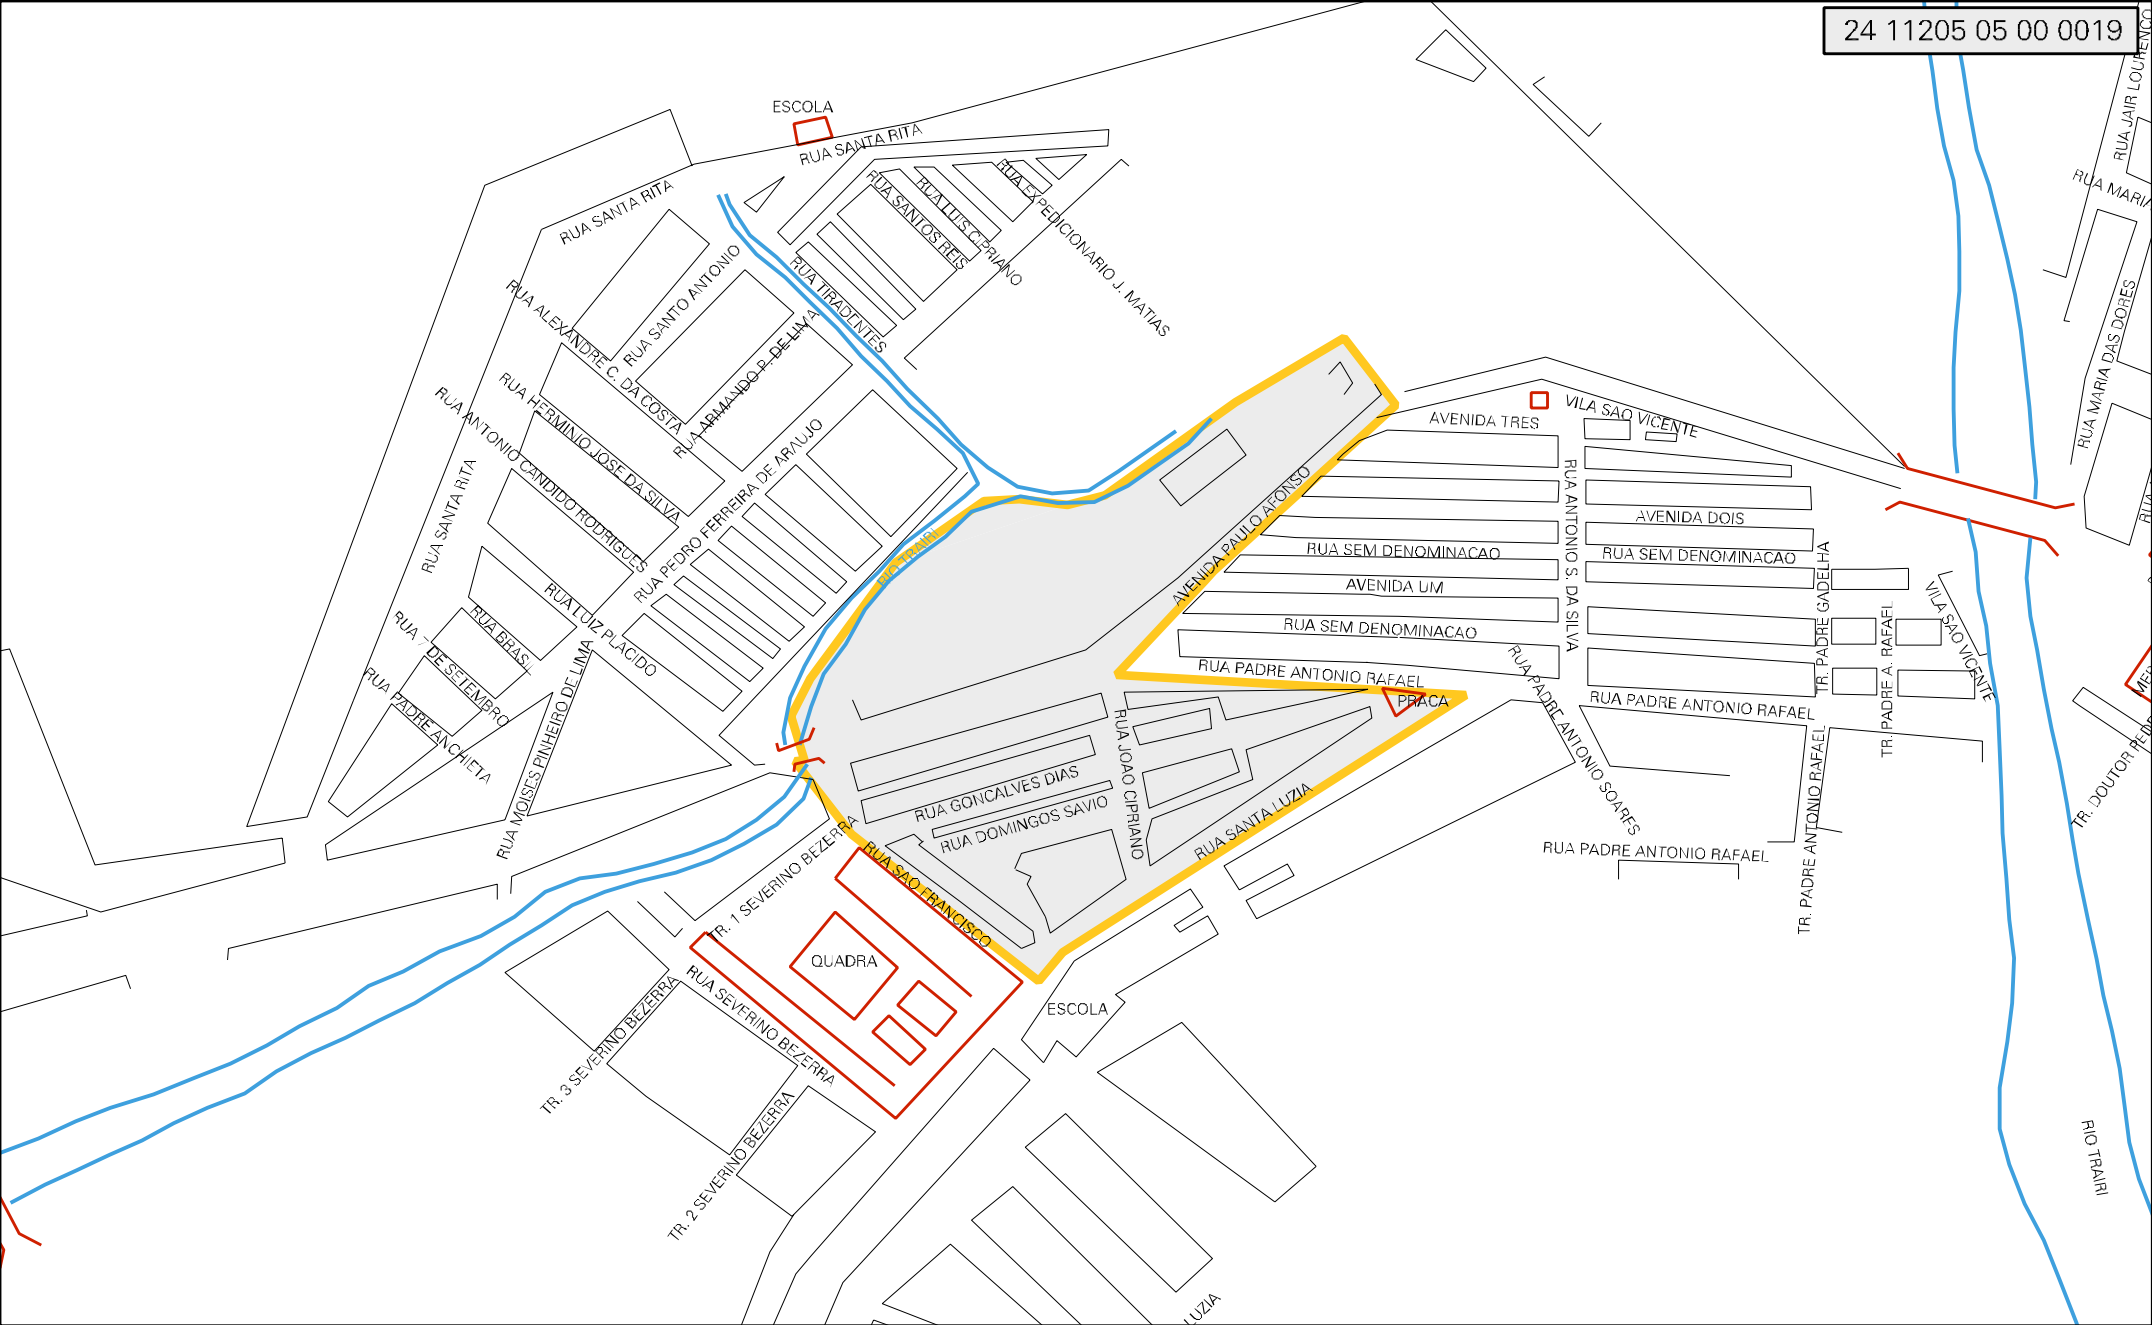 24 11205 05 00 0019
ESCOLA
RUA SANTA RITA
RUA SANTA RITA
RUA SANTOS REIS
RUA LUIS CIPRIANO
RUA EXPEDICIONARIO J. MATIAS
RUA TIRADENTES
RUA SANTO ANTONIO
RUA ALEXANDRE C. DA COSTA
RUA ARMANDO P. DE LIMA
RUA HERMINIO JOSE DA SILVA
RUA ANTONIO CANDIDO RODRIGUES
RUA PEDRO FERREIRA DE ARAUJO
RUA SANTA RITA
RUA LUIZ PLACIDO
RUA BRASIL
RUA 7 DE SETEMBRO
RUA PADRE ANCHIETA
RUA MOISES PINHEIRO DE LIMA
RIO TRAIRI
AVENIDA PAULO AFONSO
AVENIDA TRES
VILA SAO VICENTE
RUA ANTONIO S. DA SILVA
AVENIDA DOIS
RUA SEM DENOMINACAO
RUA SEM DENOMINACAO
AVENIDA UM
RUA SEM DENOMINACAO
RUA PADRE ANTONIO RAFAEL
PRACA
RUA PADRE ANTONIO SOARES
RUA PADRE ANTONIO RAFAEL
TR. PADRE GADELHA
TR. PADRE A. RAFAEL
VILA SAO VICENTE
TR. PADRE ANTONIO RAFAEL
RUA PADRE ANTONIO RAFAEL
RUA JAIR LOURENCO
RUA MARIA
RUA MARIA DAS DORES
TR. DOUTOR PEDR
RUA JOAO CIPRIANO
RUA GONCALVES DIAS
RUA DOMINGOS SAVIO
RUA SANTA LUZIA
RUA SAO FRANCISCO
TR. 1 SEVERINO BEZERRA
QUADRA
RUA SEVERINO BEZERRA
TR. 3 SEVERINO BEZERRA
TR. 2 SEVERINO BEZERRA
ESCOLA
RIO TRAIRI
LUZIA